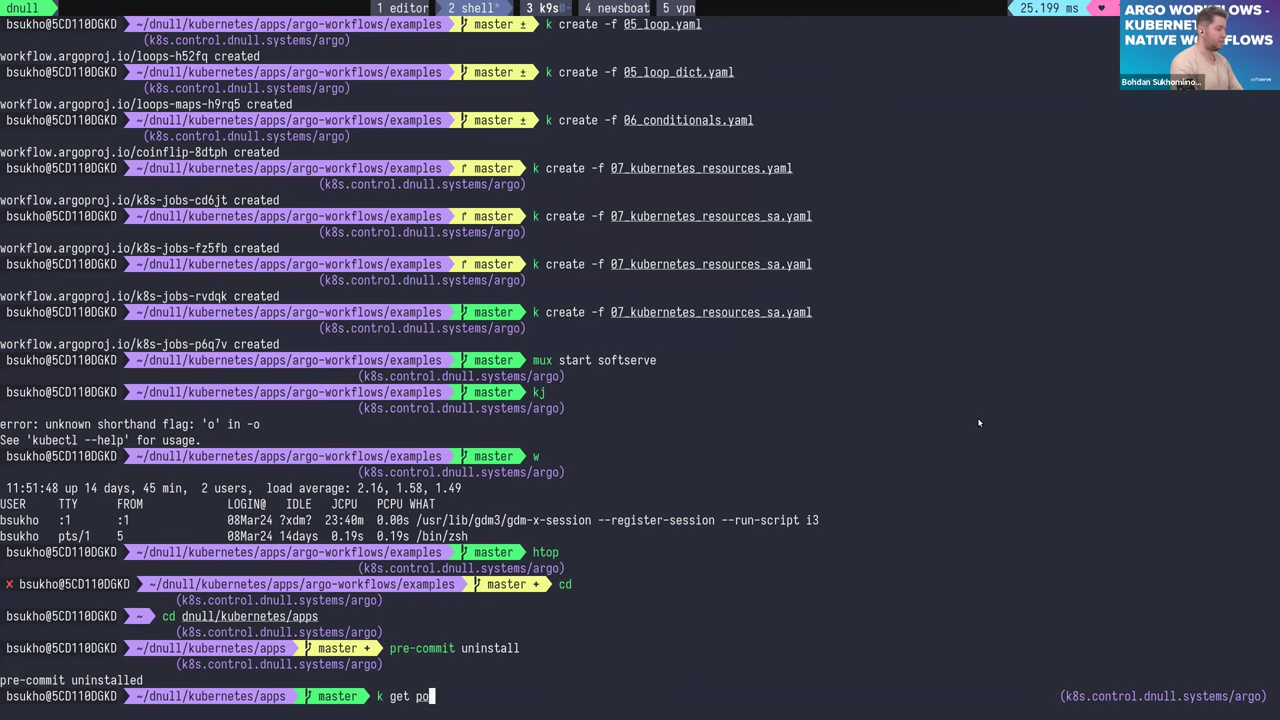 dnull 1 editor 2 shell* 3 k9s#- 4 newsboat 5 vpn 25.199 ms ♥
ARGO WORKFLOWS -
KUBERNET
NATIVE WORKFLOWS
Bohdan Sukhomlino...
softserve
bsukho@5CD110DGKD ~/dnull/kubernetes/apps/argo-workflows/examples master ± k create -f 05_loop.yaml
(k8s.control.dnull.systems/argo)
workflow.argoproj.io/loops-h52fq created
bsukho@5CD110DGKD ~/dnull/kubernetes/apps/argo-workflows/examples master ± k create -f 05_loop_dict.yaml
(k8s.control.dnull.systems/argo)
workflow.argoproj.io/loops-maps-h9rq5 created
bsukho@5CD110DGKD ~/dnull/kubernetes/apps/argo-workflows/examples master ± k create -f 06_conditionals.yaml
(k8s.control.dnull.systems/argo)
workflow.argoproj.io/coinflip-8dtph created
bsukho@5CD110DGKD ~/dnull/kubernetes/apps/argo-workflows/examples master k create -f 07_kubernetes_resources.yaml
(k8s.control.dnull.systems/argo)
workflow.argoproj.io/k8s-jobs-cd6jt created
bsukho@5CD110DGKD ~/dnull/kubernetes/apps/argo-workflows/examples master k create -f 07_kubernetes_resources_sa.yaml
(k8s.control.dnull.systems/argo)
workflow.argoproj.io/k8s-jobs-fz5fb created
bsukho@5CD110DGKD ~/dnull/kubernetes/apps/argo-workflows/examples master k create -f 07_kubernetes_resources_sa.yaml
(k8s.control.dnull.systems/argo)
workflow.argoproj.io/k8s-jobs-rvdqk created
bsukho@5CD110DGKD ~/dnull/kubernetes/apps/argo-workflows/examples master k create -f 07_kubernetes_resources_sa.yaml
(k8s.control.dnull.systems/argo)
workflow.argoproj.io/k8s-jobs-p6q7v created
bsukho@5CD110DGKD ~/dnull/kubernetes/apps/argo-workflows/examples master mux start softserve
(k8s.control.dnull.systems/argo)
bsukho@5CD110DGKD ~/dnull/kubernetes/apps/argo-workflows/examples master kj
(k8s.control.dnull.systems/argo)
error: unknown shorthand flag: 'o' in -o
See 'kubectl --help' for usage.
bsukho@5CD110DGKD ~/dnull/kubernetes/apps/argo-workflows/examples master w
(k8s.control.dnull.systems/argo)
11:51:48 up 14 days, 45 min, 2 users, load average: 2.16, 1.58, 1.49
USER TTY FROM LOGIN@ IDLE JCPU PCPU WHAT
bsukho :1 :1 08Mar24 ?xdm? 23:40m 0.00s /usr/lib/gdm3/gdm-x-session --register-session --run-script i3
bsukho pts/1 5 08Mar24 14days 0.19s 0.19s /bin/zsh
bsukho@5CD110DGKD ~/dnull/kubernetes/apps/argo-workflows/examples master htop
(k8s.control.dnull.systems/argo)
✗ bsukho@5CD110DGKD ~/dnull/kubernetes/apps/argo-workflows/examples master + cd
(k8s.control.dnull.systems/argo)
bsukho@5CD110DGKD ~ cd dnull/kubernetes/apps
(k8s.control.dnull.systems/argo)
bsukho@5CD110DGKD ~/dnull/kubernetes/apps master + pre-commit uninstall
(k8s.control.dnull.systems/argo)
pre-commit uninstalled
bsukho@5CD110DGKD ~/dnull/kubernetes/apps master k get po (k8s.control.dnull.systems/argo)